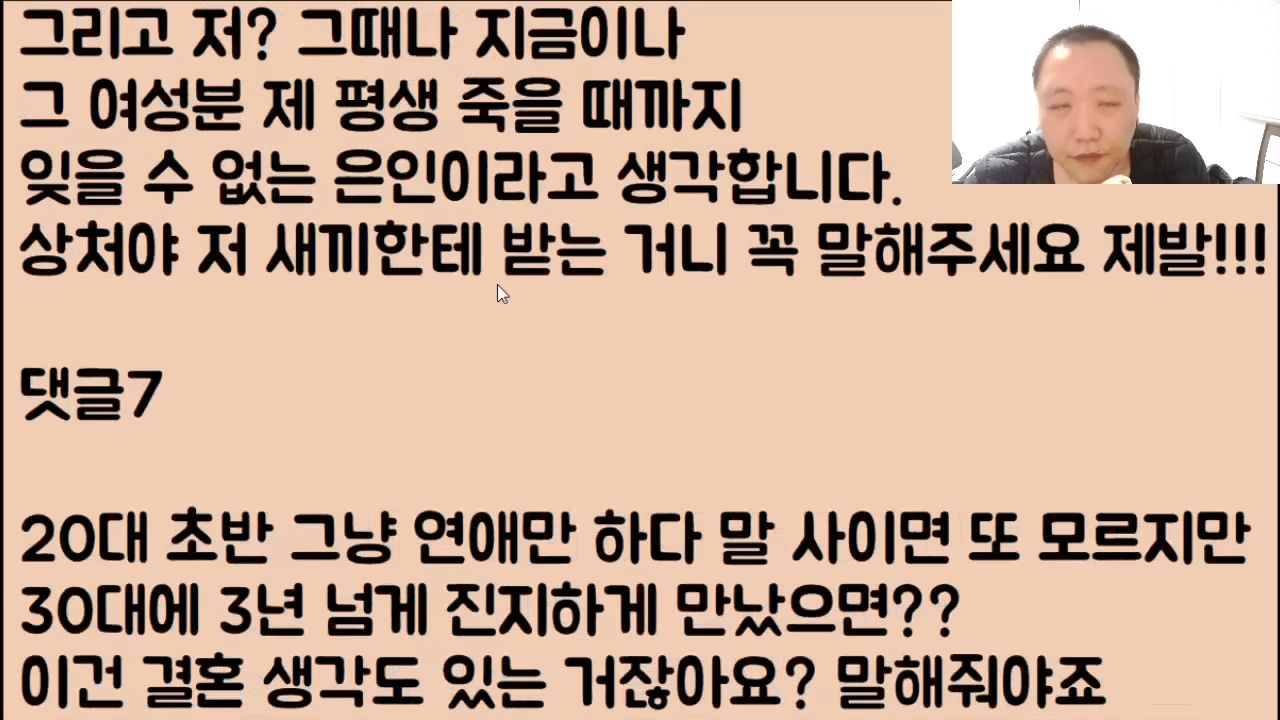 그리고 저? 그때나 지금이나
그 여성분 제 평생 죽을 때까지
잊을 수 없는 은인이라고 생각합니다.
상처야 저 새끼한테 받는 거니 꼭 말해주세요 제발!!!
댓글7
20대 초반 그냥 연애만 하다 말 사이면 또 모르지만
30대에 3년 넘게 진지하게 만났으면??
이건 결혼 생각도 있는 거잖아요? 말해줘야죠